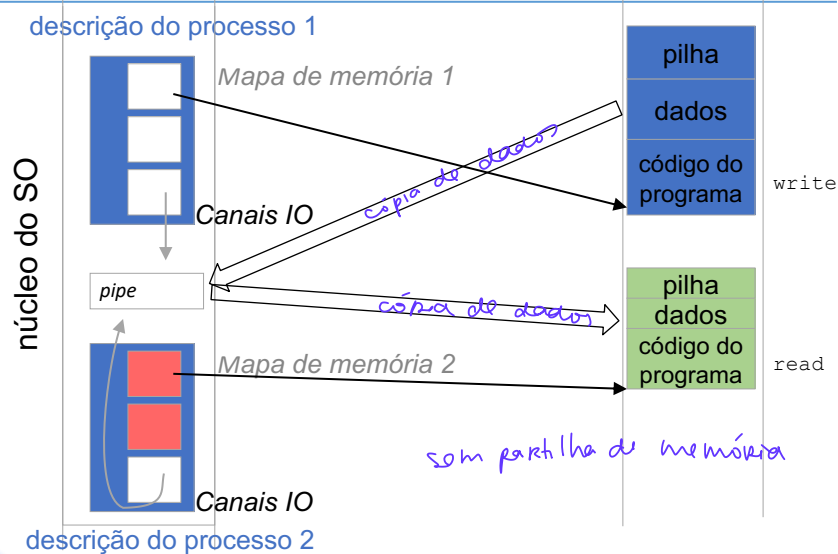 descrição do processo 1
Mapa de memória 1
Canais IO
núcleo do SO
pipe
Mapa de memória 2
Canais IO
descrição do processo 2
cópia de dados
cópia de dados
pilha
dados
código do
programa
write
pilha
dados
código do
programa
read
sem partilha de memória